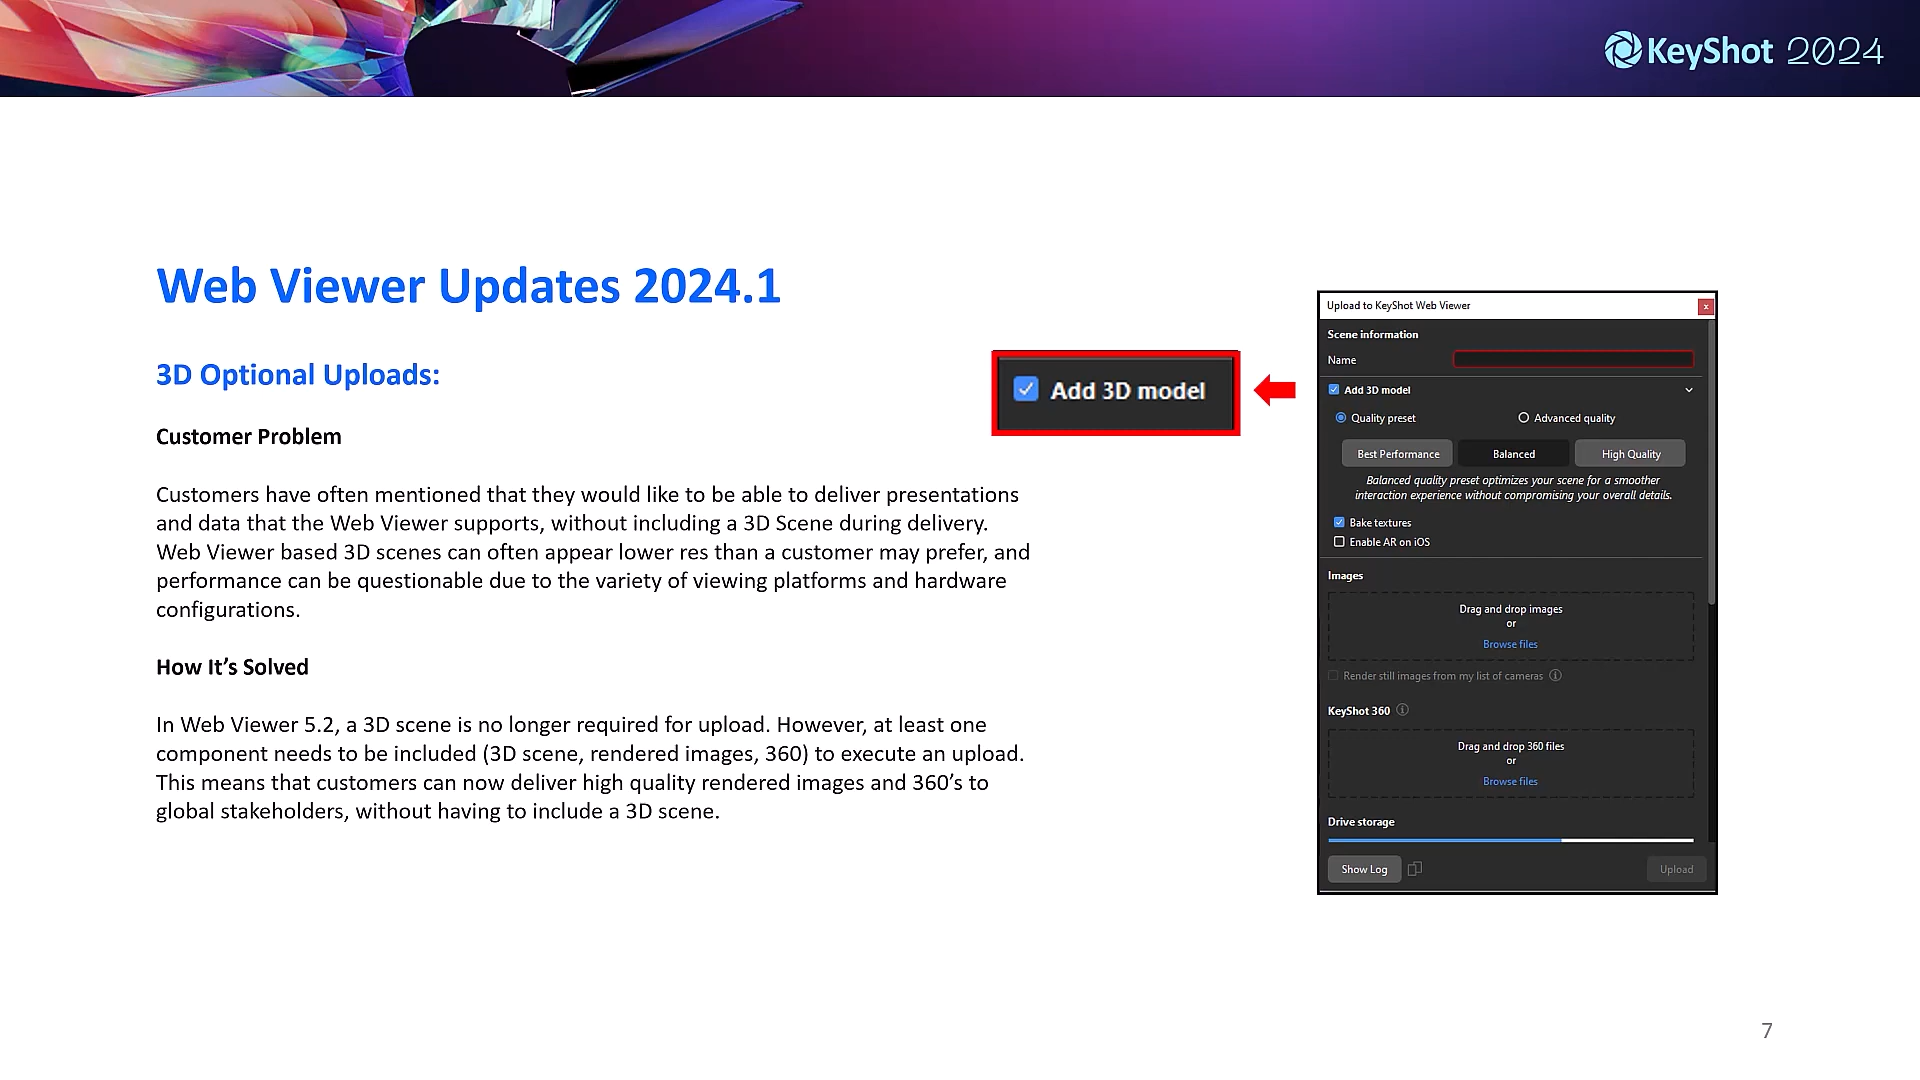 KeyShot 2024
Web Viewer Updates 2024.1
3D Optional Uploads:
Customer Problem
Customers have often mentioned that they would like to be able to deliver presentations
and data that the Web Viewer supports, without including a 3D Scene during delivery.
Web Viewer based 3D scenes can often appear lower res than a customer may prefer, and
performance can be questionable due to the variety of viewing platforms and hardware
configurations.
How It’s Solved
In Web Viewer 5.2, a 3D scene is no longer required for upload. However, at least one
component needs to be included (3D scene, rendered images, 360) to execute an upload.
This means that customers can now deliver high quality rendered images and 360’s to
global stakeholders, without having to include a 3D scene.
Add 3D model
Upload to KeyShot Web Viewer
x
Scene information
Name
Add 3D model
Quality preset Advanced quality
Best Performance Balanced High Quality
Balanced quality preset optimizes your scene for a smoother
interaction experience without compromising your overall details.
Bake textures
Enable AR on iOS
Images
Drag and drop images
or
Browse files
Render still images from my list of cameras
KeyShot 360
Drag and drop 360 files
or
Browse files
Drive storage
Show Log Upload
7